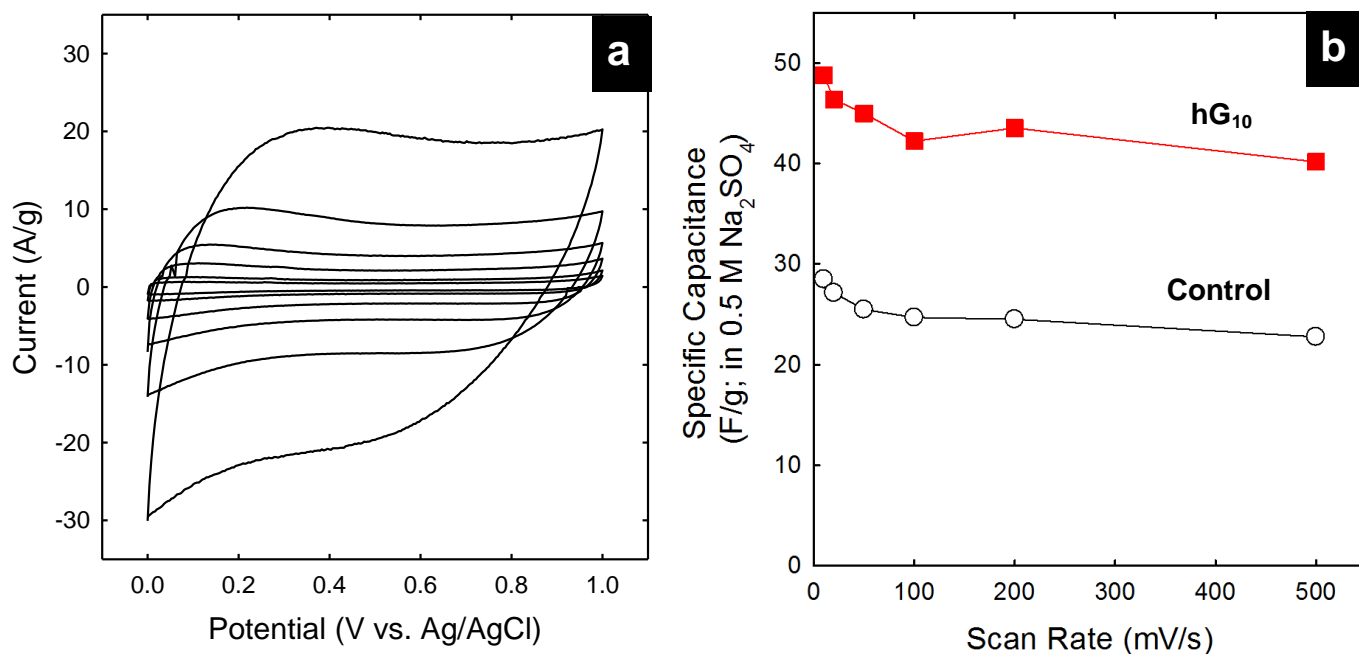 a
30
20
10
0
-10
-20
-30
Current (A/g)
0.0 0.2 0.4 0.6 0.8 1.0
Potential (V vs. Ag/AgCl)
b
50
40
30
20
10
0
Specific Capacitance
(F/g; in 0.5 M Na₂SO₄)
hG₁₀
Control
0 100 200 300 400 500
Scan Rate (mV/s)